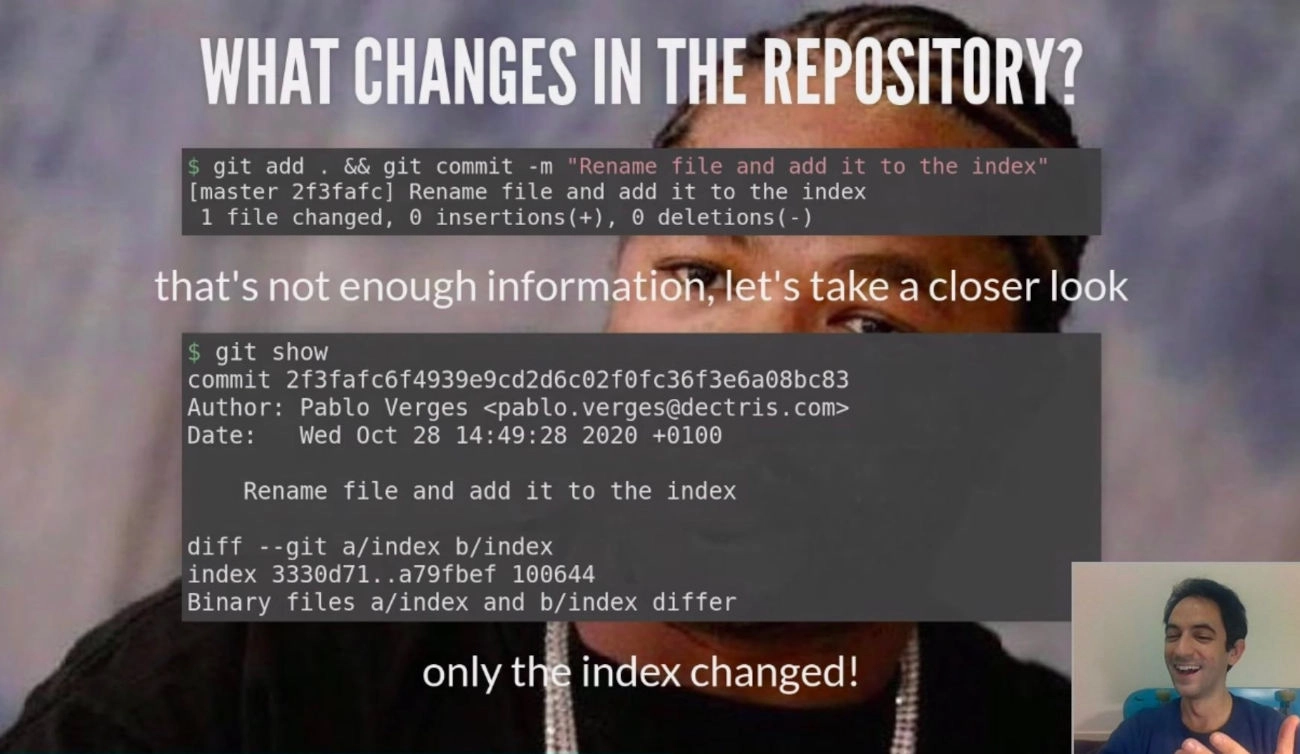 WHAT CHANGES IN THE REPOSITORY?
$ git add . && git commit -m "Rename file and add it to the index"
[master 2f3fafc] Rename file and add it to the index
1 file changed, 0 insertions(+), 0 deletions(-)
that's not enough information, let's take a closer look
$ git show
commit 2f3fafc6f4939e9cd2d6c02f0fc36f3e6a08bc83
Author: Pablo Verges <pablo.verges@dectris.com>
Date:   Wed Oct 28 14:49:28 2020 +0100
Rename file and add it to the index
diff --git a/index b/index
index 3330d71..a79fbef 100644
Binary files a/index and b/index differ
only the index changed!